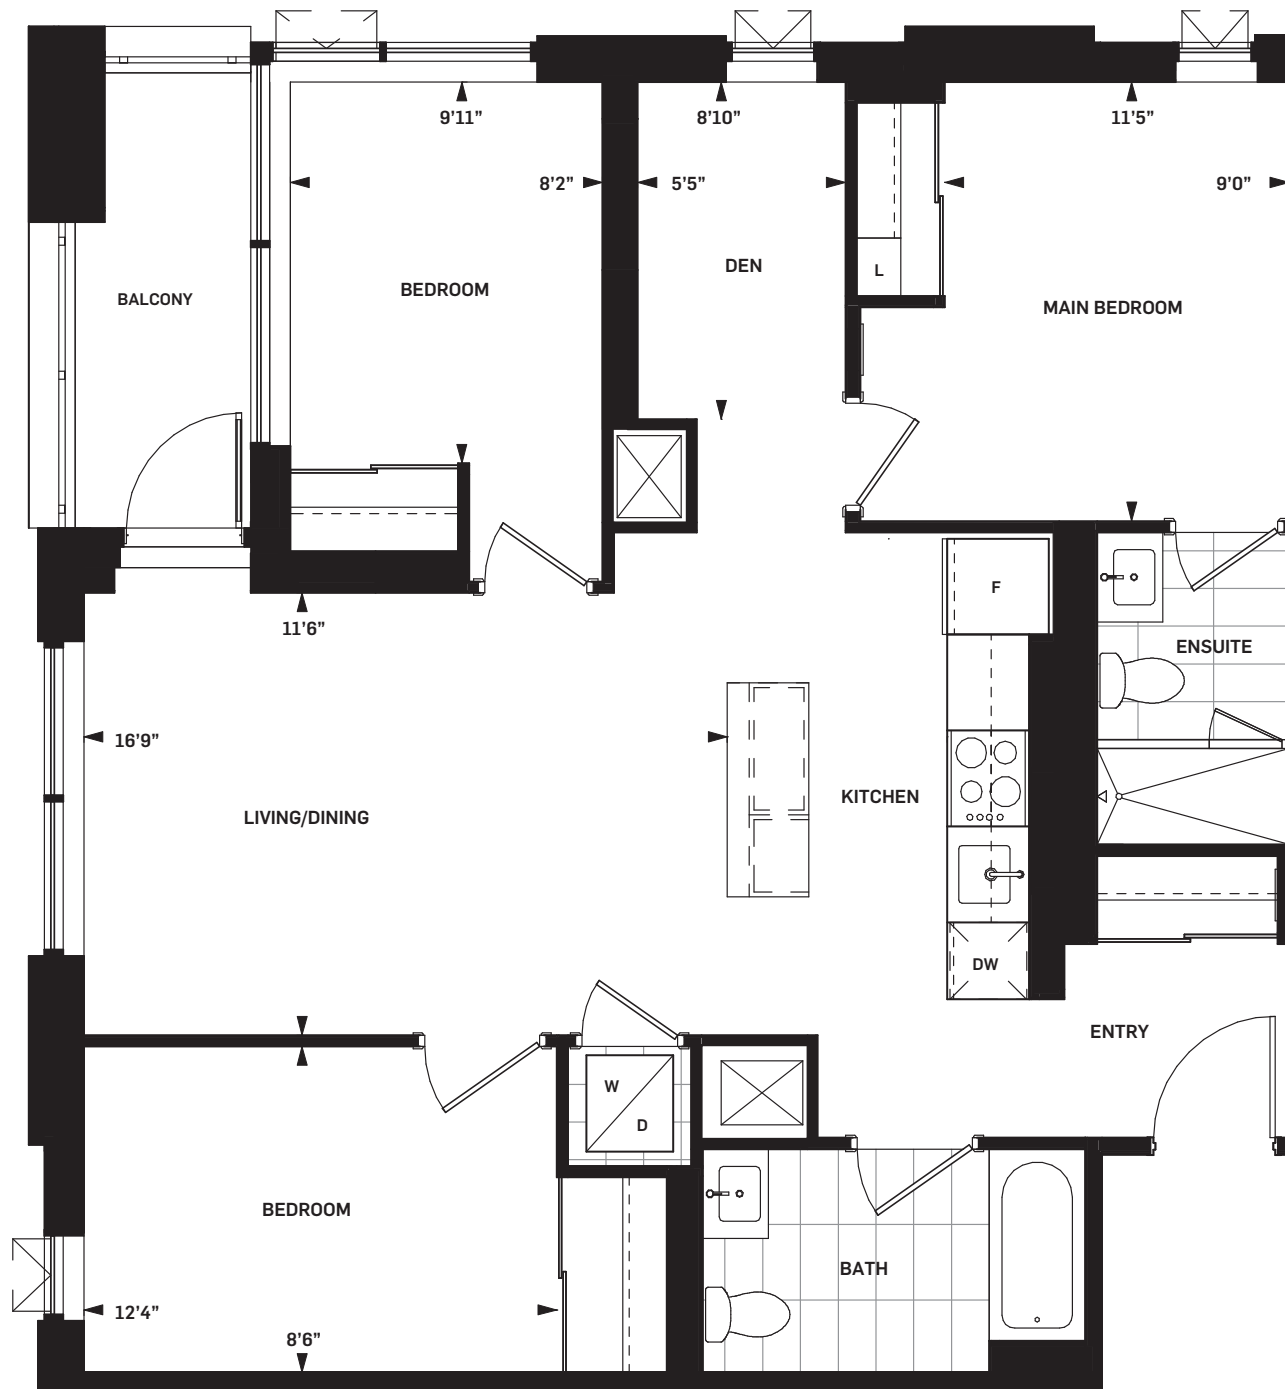 9’11”
8’10”
11’5”
8’2”
5’5”
9’0”
DEN
L
BEDROOM
BALCONY
MAIN BEDROOM
F
11’6”
ENSUITE
16’9”
KITCHEN
LIVING/DINING
DW
ENTRY
W
D
BEDROOM
BATH
12’4”
8’6”